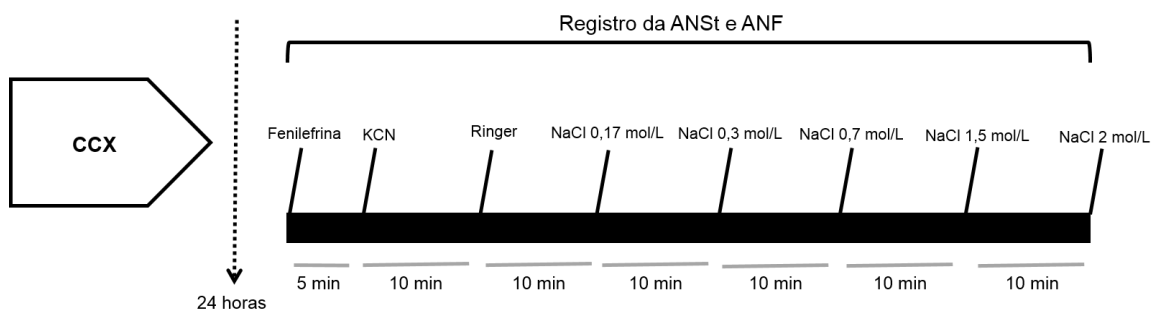 Registro da ANSt e ANF
CCX
Fenilefrina
KCN
Ringer
NaCl 0,17 mol/L
NaCl 0,3 mol/L
NaCl 0,7 mol/L
NaCl 1,5 mol/L
NaCl 2 mol/L
5 min
10 min
10 min
10 min
10 min
10 min
10 min
24 horas